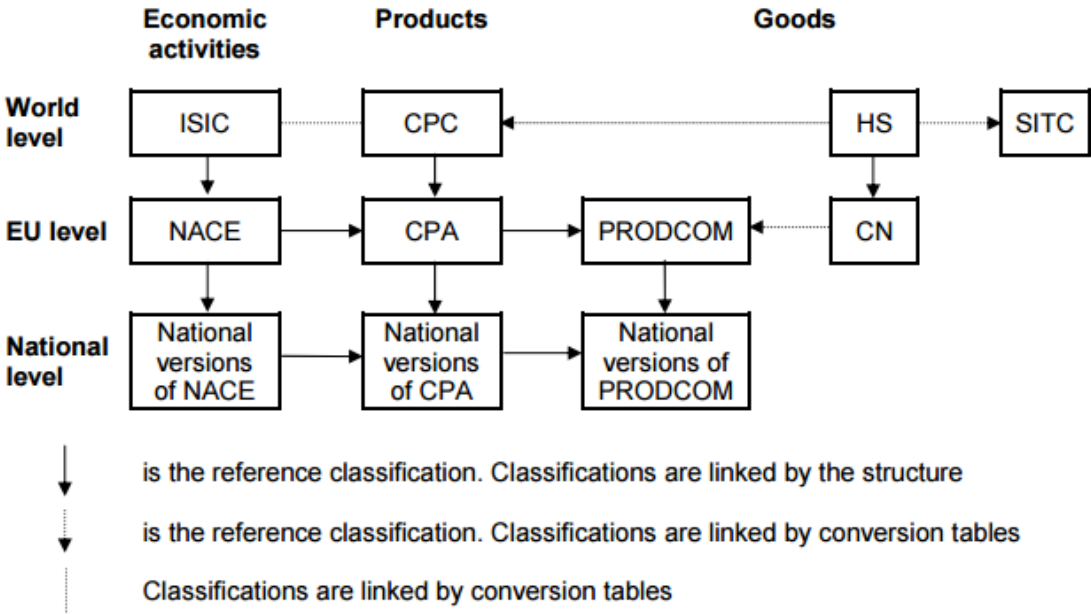 Economic
activities
Products
Goods
World
level
ISIC
CPC
HS
SITC
EU level
NACE
CPA
PRODCOM
CN
National
level
National
versions
of NACE
National
versions
of CPA
National
versions of
PRODCOM
is the reference classification. Classifications are linked by the structure
is the reference classification. Classifications are linked by conversion tables
Classifications are linked by conversion tables